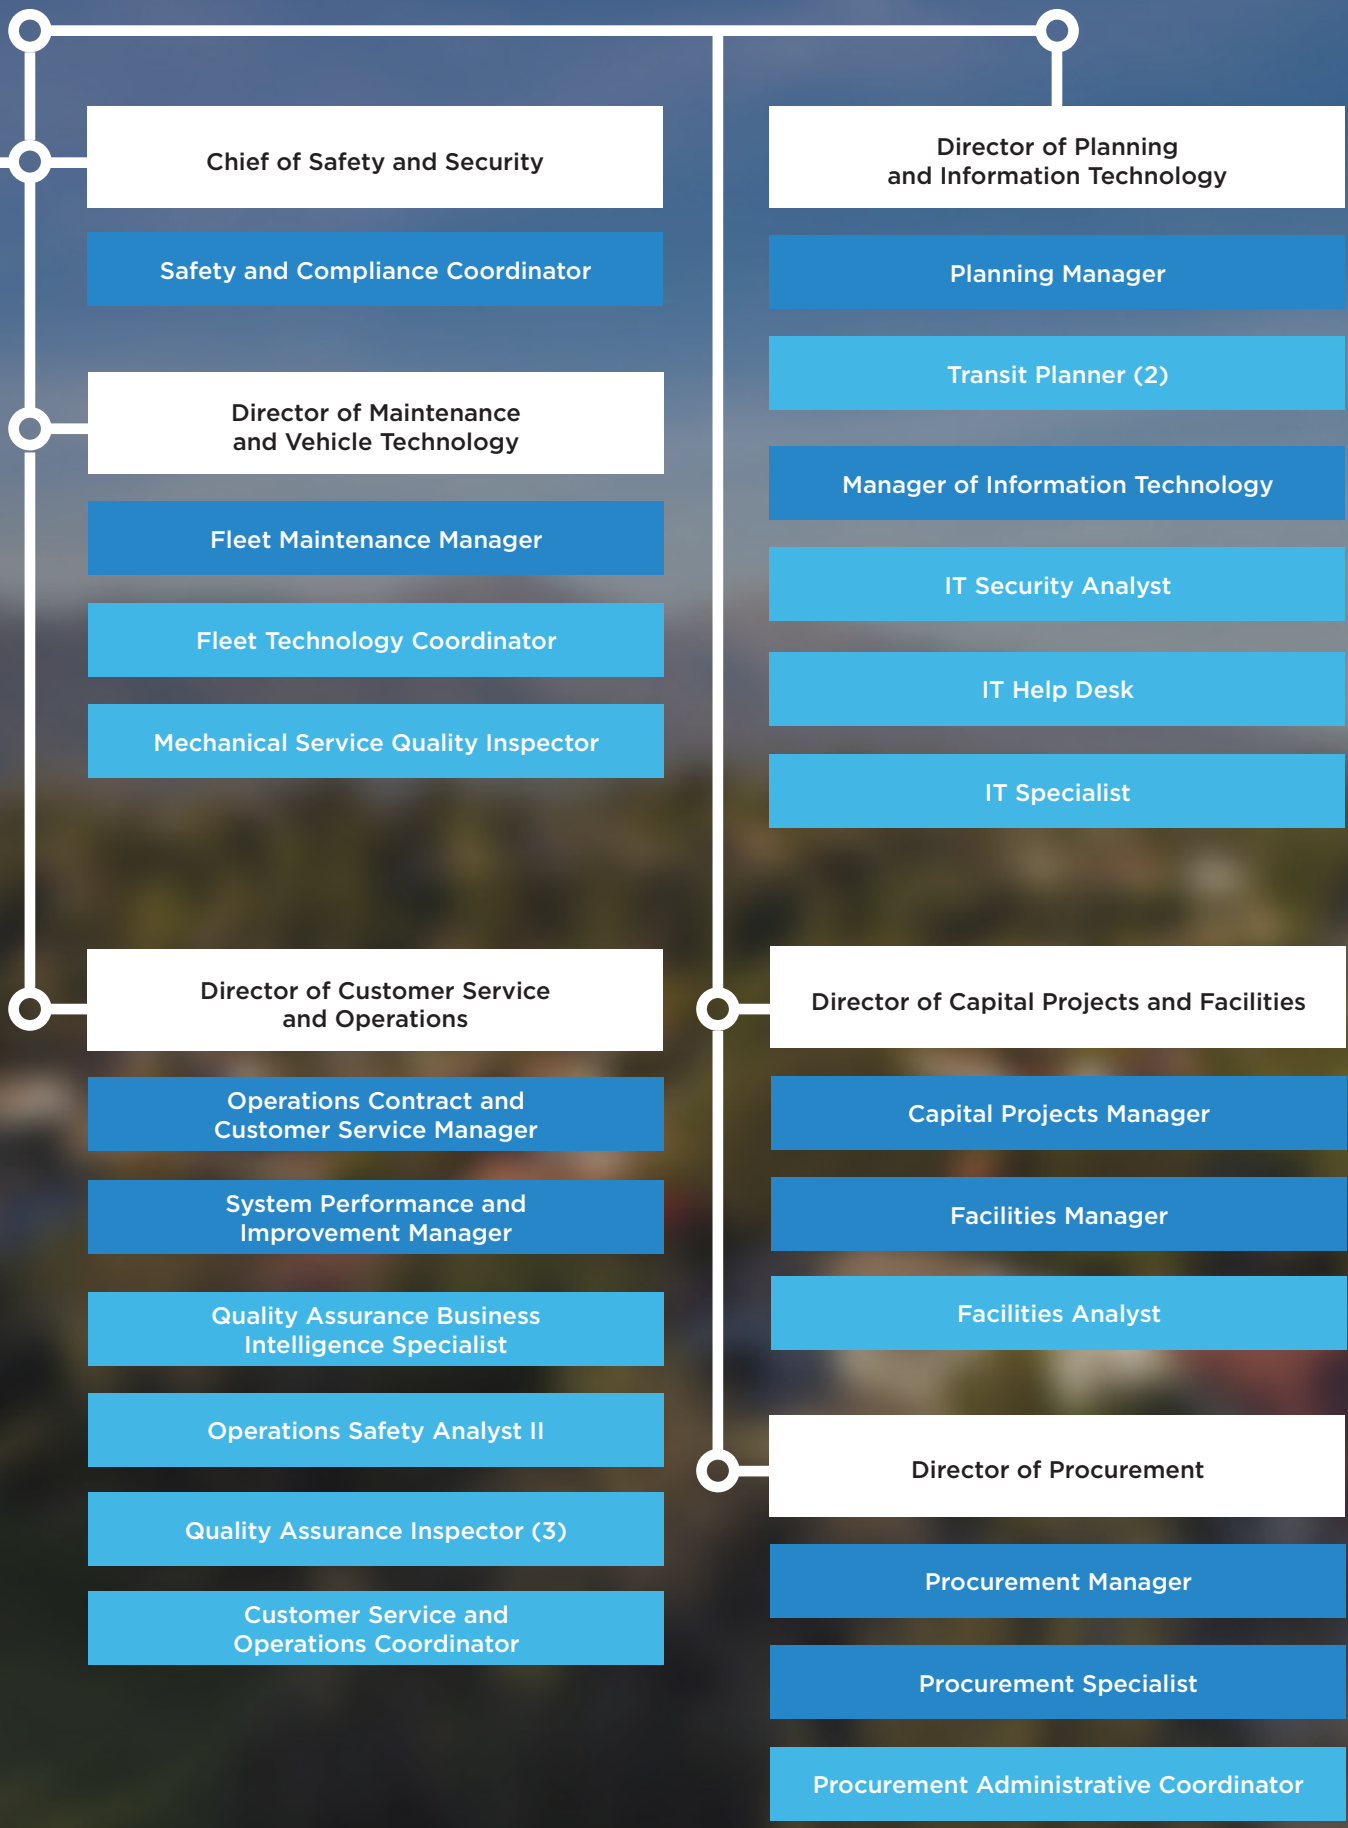 Chief of Safety and Security
Safety and Compliance Coordinator
Director of Maintenance
and Vehicle Technology
Fleet Maintenance Manager
Fleet Technology Coordinator
Mechanical Service Quality Inspector
Director of Customer Service
and Operations
Operations Contract and
Customer Service Manager
System Performance and
Improvement Manager
Quality Assurance Business
Intelligence Specialist
Operations Safety Analyst II
Quality Assurance Inspector (3)
Customer Service and
Operations Coordinator
Director of Planning
and Information Technology
Planning Manager
Transit Planner (2)
Manager of Information Technology
IT Security Analyst
IT Help Desk
IT Specialist
Director of Capital Projects and Facilities
Capital Projects Manager
Facilities Manager
Facilities Analyst
Director of Procurement
Procurement Manager
Procurement Specialist
Procurement Administrative Coordinator